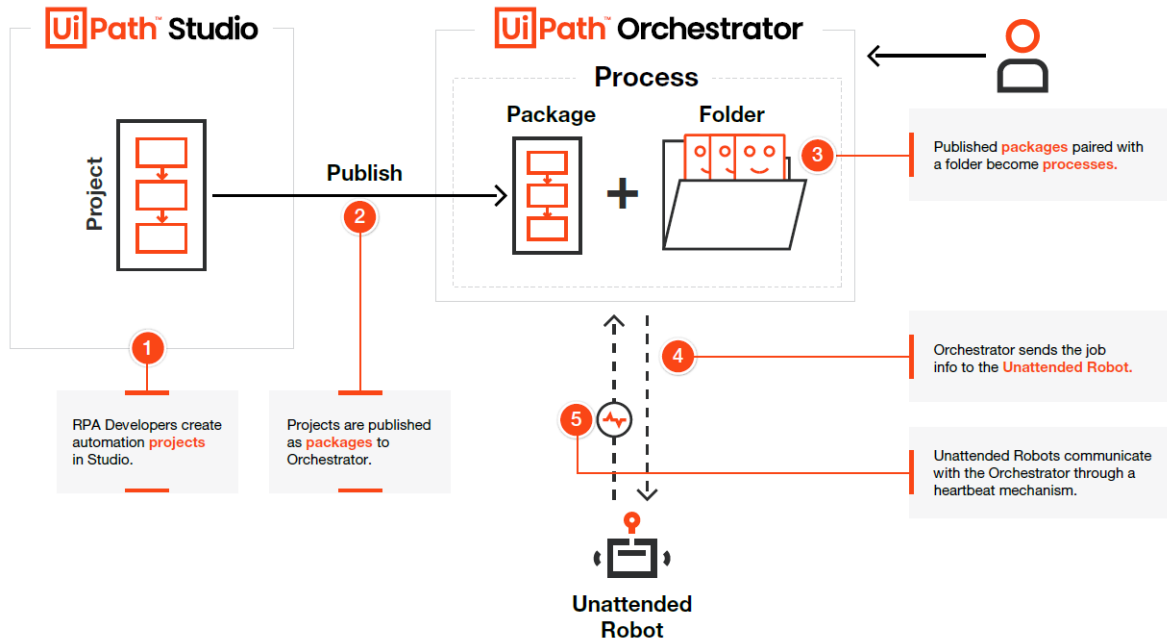 UiPath™ Studio
Project
Publish
1
RPA Developers create
automation projects
in Studio.
2
Projects are published
as packages to
Orchestrator.
UiPath™ Orchestrator
Process
Package
Folder
+
3
Published packages paired with
a folder become processes.
4
Orchestrator sends the job
info to the Unattended Robot.
5
Unattended Robots communicate
with the Orchestrator through a
heartbeat mechanism.
Unattended
Robot